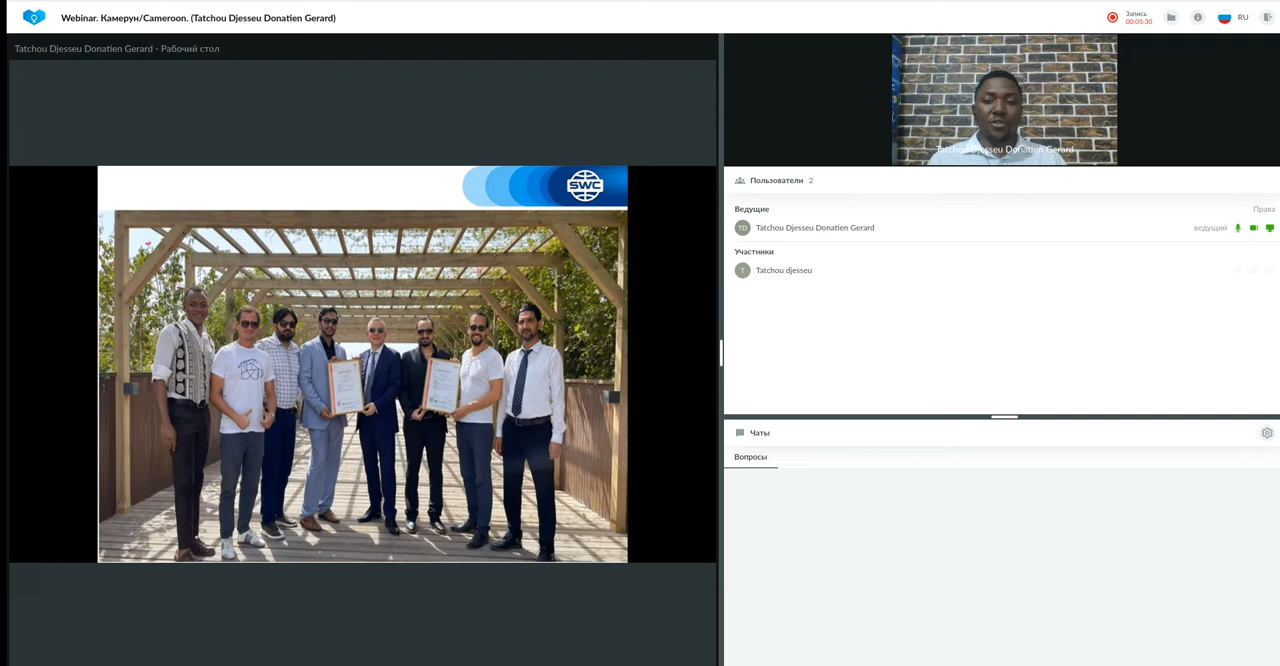 Webinar. Камерун/Cameroon. (Tatchou Djesseu Donatien Gerard)
Запись
00:05:30
RU
Tatchou Djesseu Donatien Gerard - Рабочий стол
SWC
Tatchou Djesseu Donatien Gerard
Пользователи 2
Ведущие
Права
TD
Tatchou Djesseu Donatien Gerard
ведущий
Участники
T
Tatchou djesseu
Чаты
Вопросы